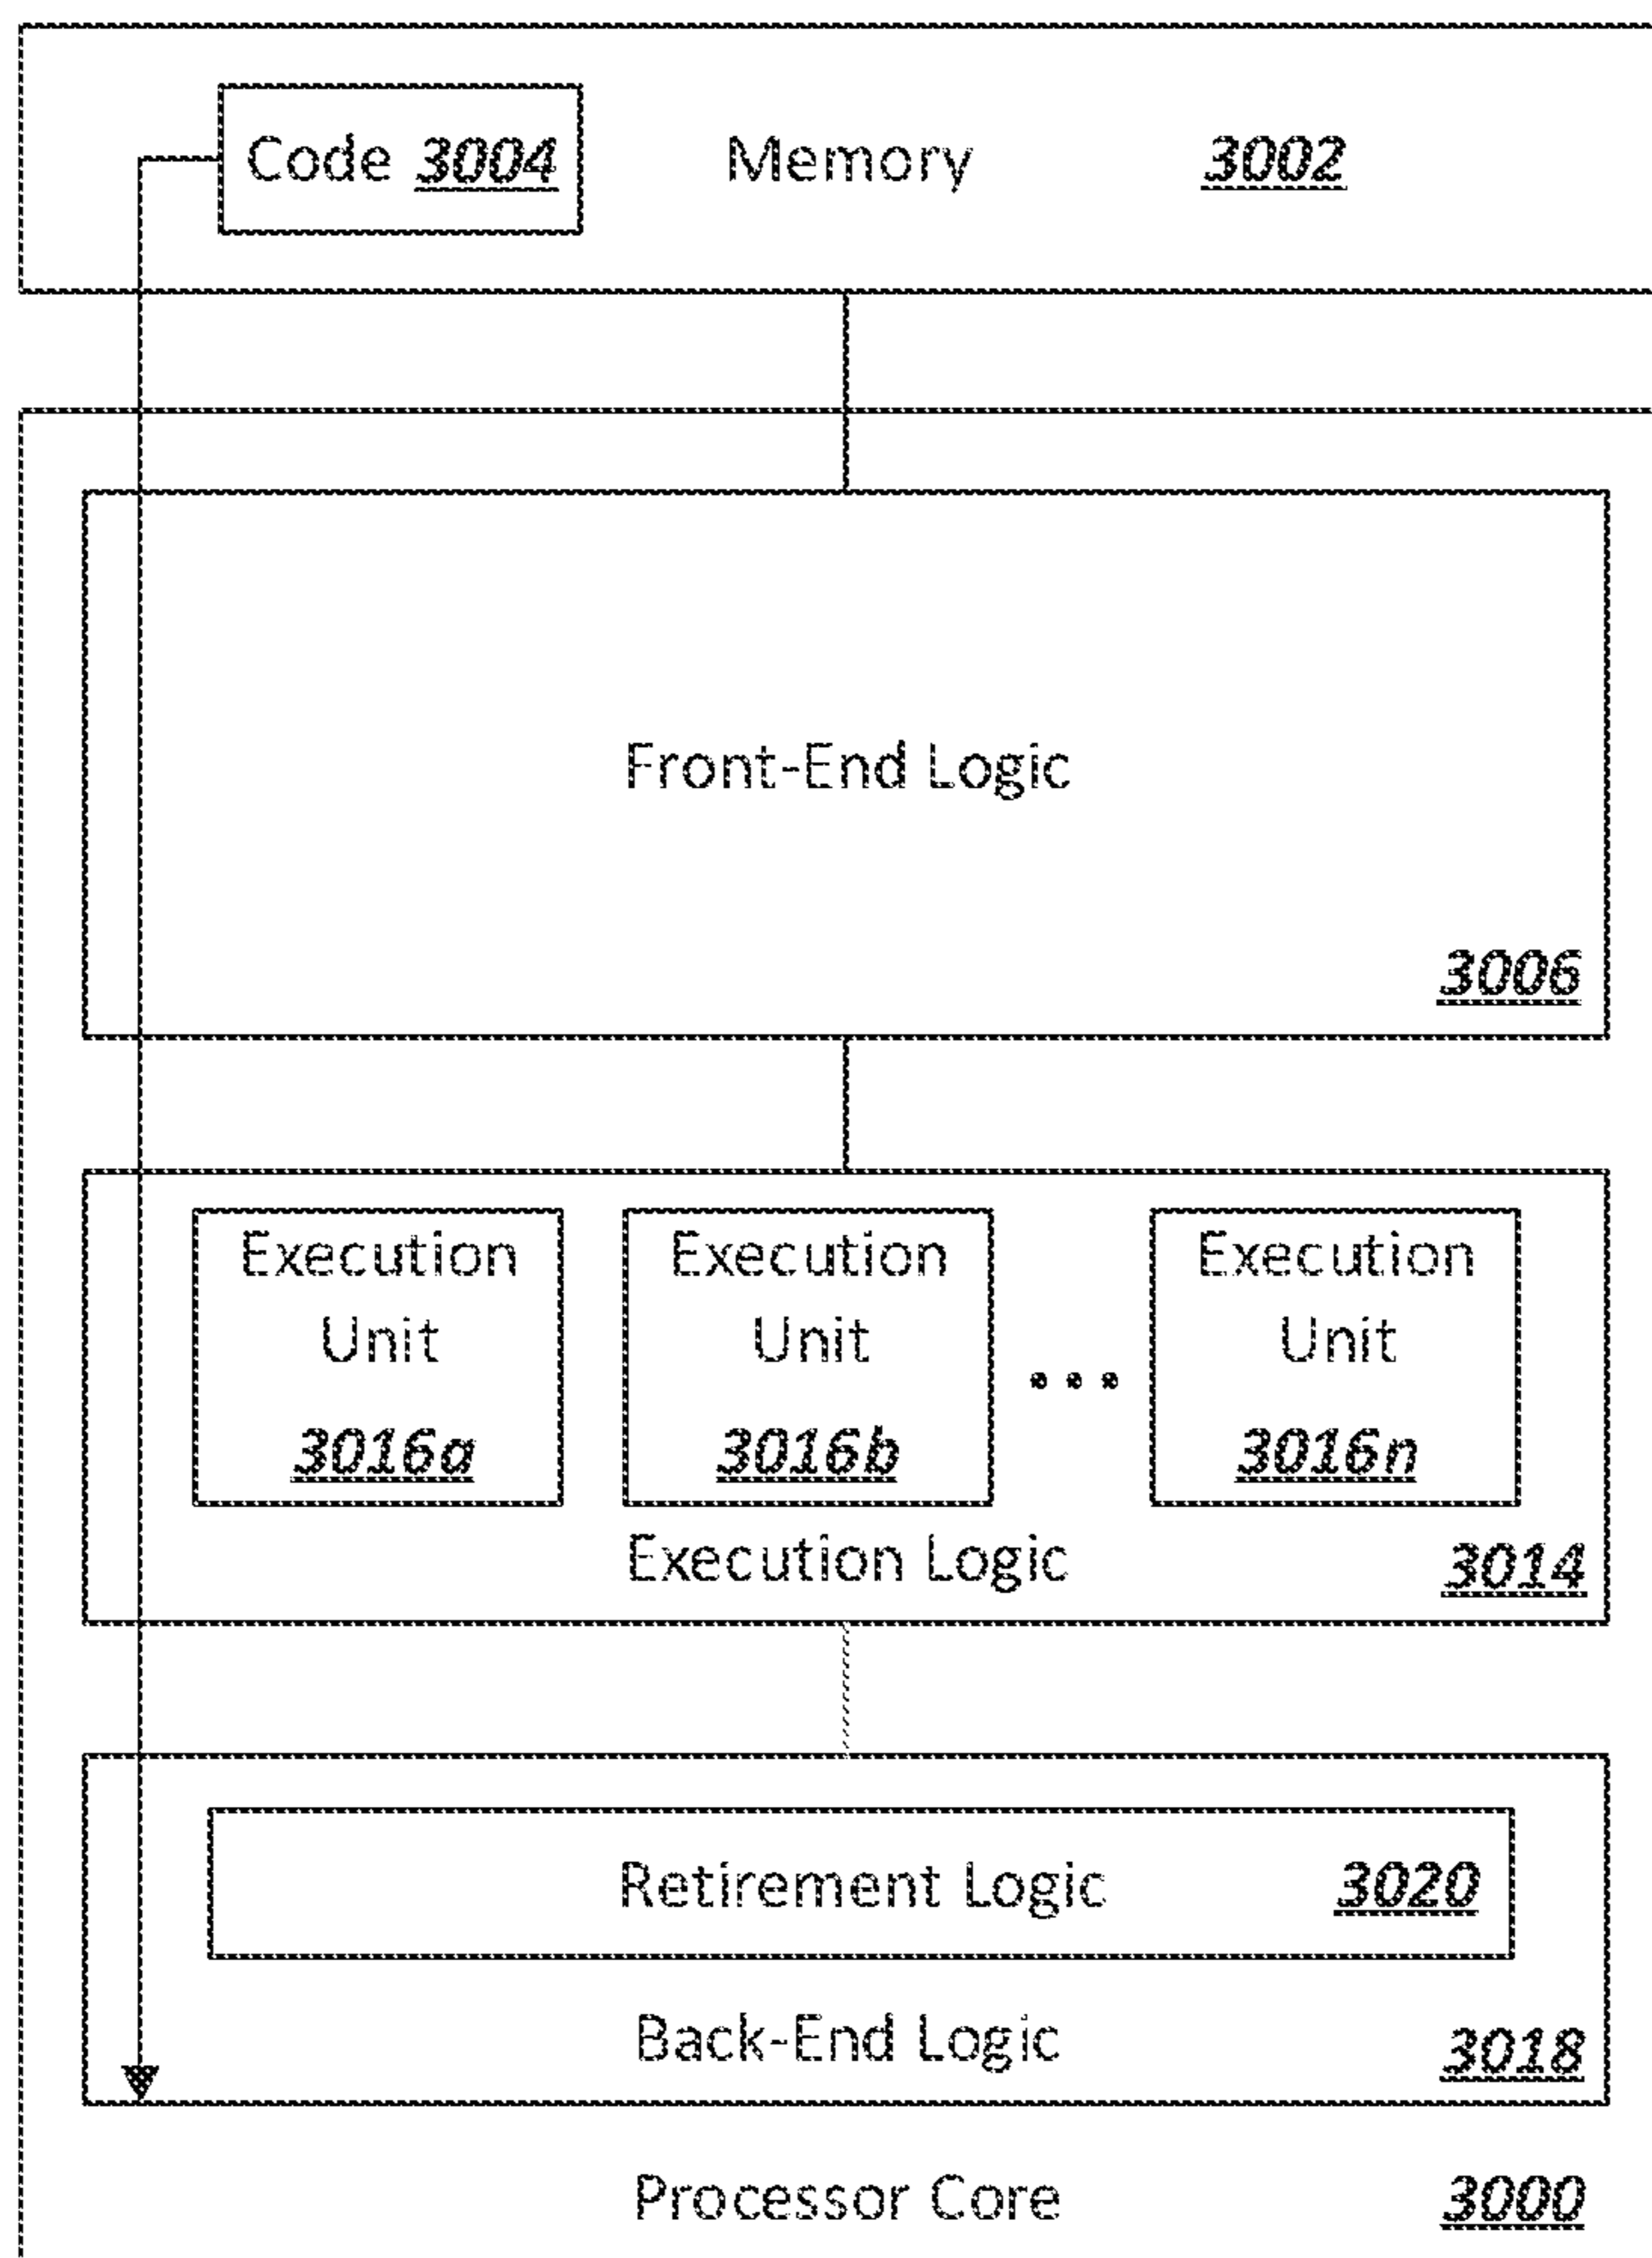 Code 3004 Memory 3002
Front-End Logic
3006
Execution Unit 3016a
Execution Unit 3016b
...
Execution Unit 3016n
Execution Logic 3014
Retirement Logic 3020
Back-End Logic 3018
Processor Core 3000